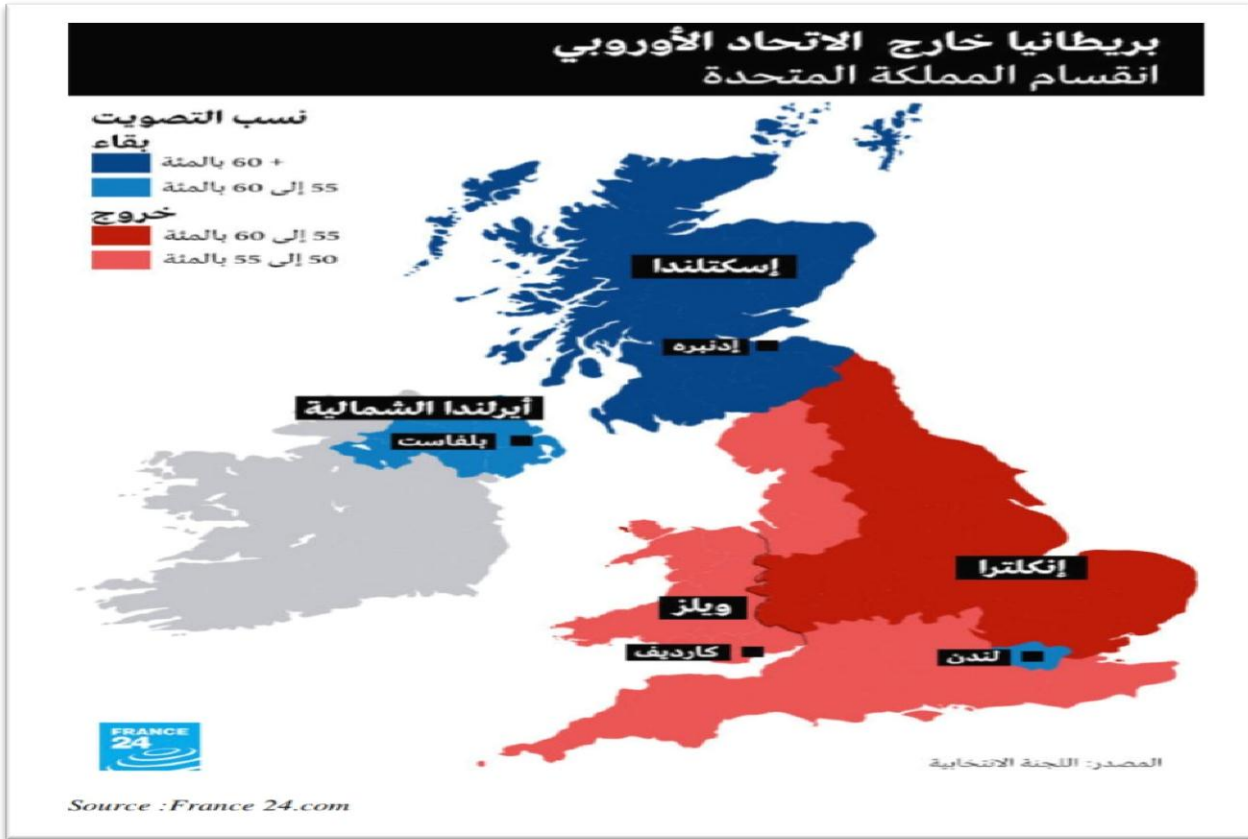 بريطانيا خارج الاتحاد الأوروبي
انقسام المملكة المتحدة
نسب التصويت
بقاء
+ 60 بالمئة
55 إلى 60 بالمئة
خروج
55 إلى 60 بالمئة
50 إلى 55 بالمئة
إسكتلندا
إدنبره
أيرلندا الشمالية
بلفاست
إنكلترا
ويلز
كارديف
لندن
FRANCE
24
المصدر: اللجنة الانتخابية
Source :France 24.com